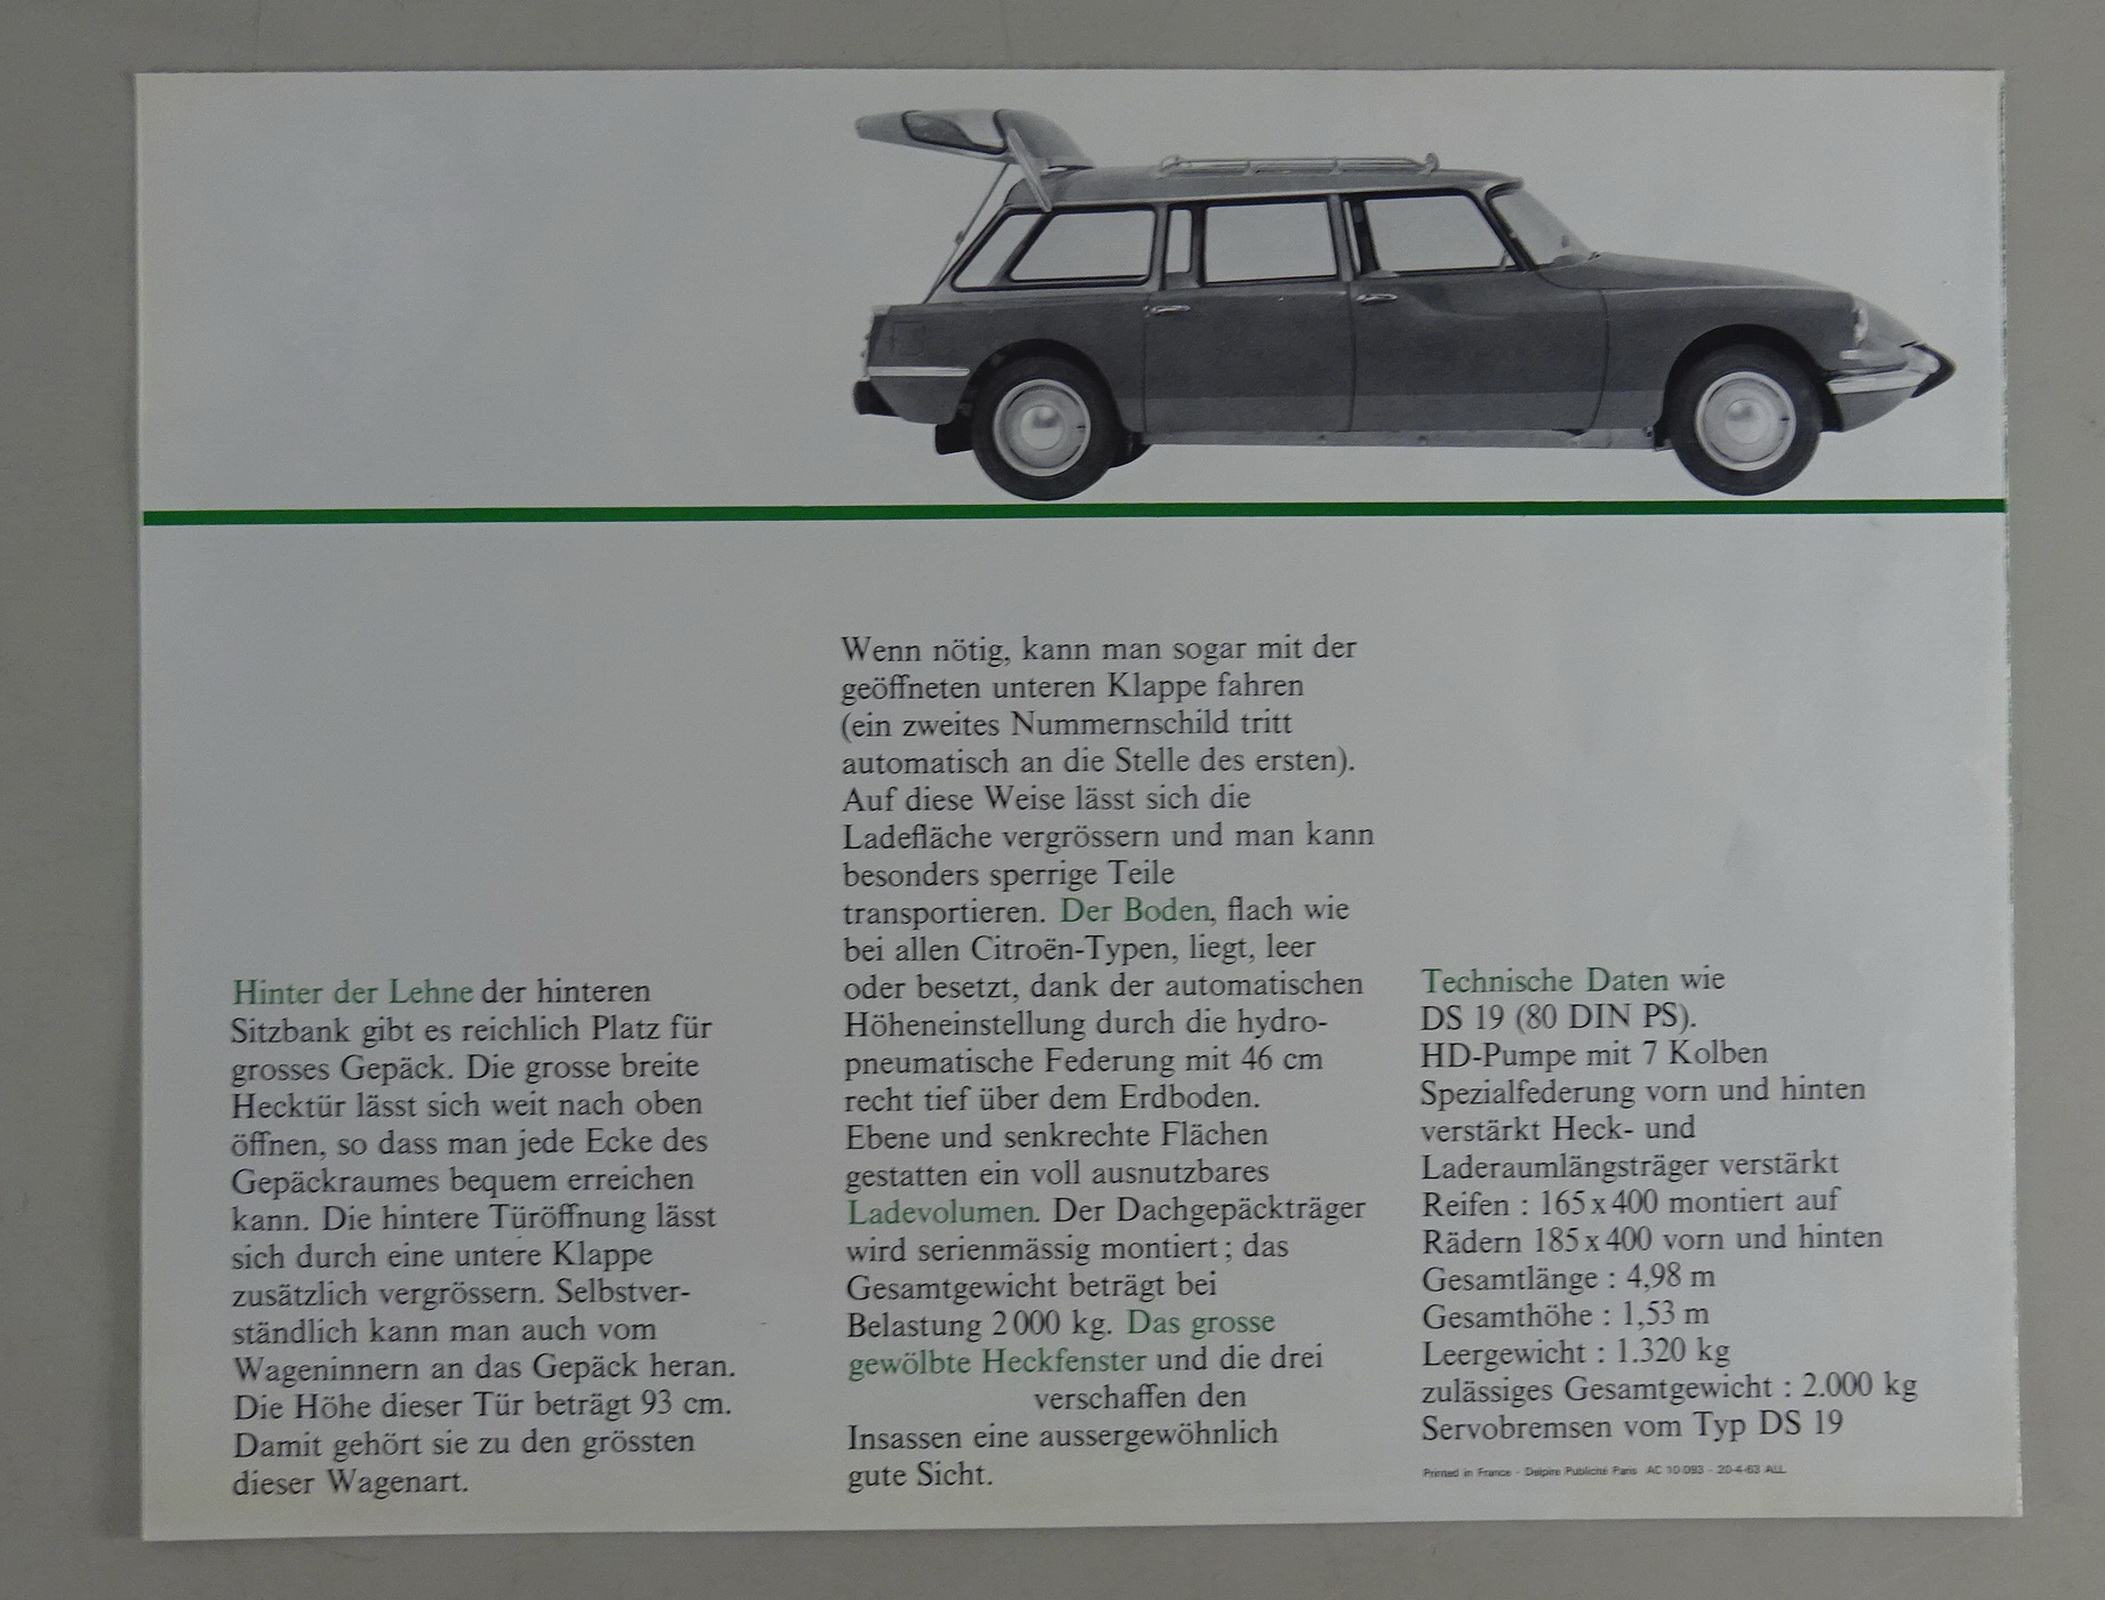 Hinter der Lehne der hinteren
Sitzbank gibt es reichlich Platz für
grosses Gepäck. Die grosse breite
Hecktür lässt sich weit nach oben
öffnen, so dass man jede Ecke des
Gepäckraumes bequem erreichen
kann. Die hintere Türöffnung lässt
sich durch eine untere Klappe
zusätzlich vergrössern. Selbstver-
ständlich kann man auch vom
Wageninnern an das Gepäck heran.
Die Höhe dieser Tür beträgt 93 cm.
Damit gehört sie zu den grössten
dieser Wagenart.
Wenn nötig, kann man sogar mit der
geöffneten unteren Klappe fahren
(ein zweites Nummernschild tritt
automatisch an die Stelle des ersten).
Auf diese Weise lässt sich die
Ladefläche vergrössern und man kann
besonders sperrige Teile
transportieren. Der Boden, flach wie
bei allen Citroën-Typen, liegt, leer
oder besetzt, dank der automatischen
Höheneinstellung durch die hydro-
pneumatische Federung mit 46 cm
recht tief über dem Erdboden.
Ebene und senkrechte Flächen
gestatten ein voll ausnutzbares
Ladevolumen. Der Dachgepäckträger
wird serienmässig montiert; das
Gesamtgewicht beträgt bei
Belastung 2 000 kg. Das grosse
gewölbte Heckfenster und die drei
verschaffen den
Insassen eine aussergewöhnlich
gute Sicht.
Technische Daten wie
DS 19 (80 DIN PS).
HD-Pumpe mit 7 Kolben
Spezialfederung vorn und hinten
verstärkt Heck- und
Laderaumlängsträger verstärkt
Reifen : 165 x 400 montiert auf
Rädern 185 x 400 vorn und hinten
Gesamtlänge : 4,98 m
Gesamthöhe : 1,53 m
Leergewicht : 1.320 kg
zulässiges Gesamtgewicht : 2.000 kg
Servobremsen vom Typ DS 19
Printed in France - Delpire Publicité Paris AC 10 093 - 20-4-63 ALL